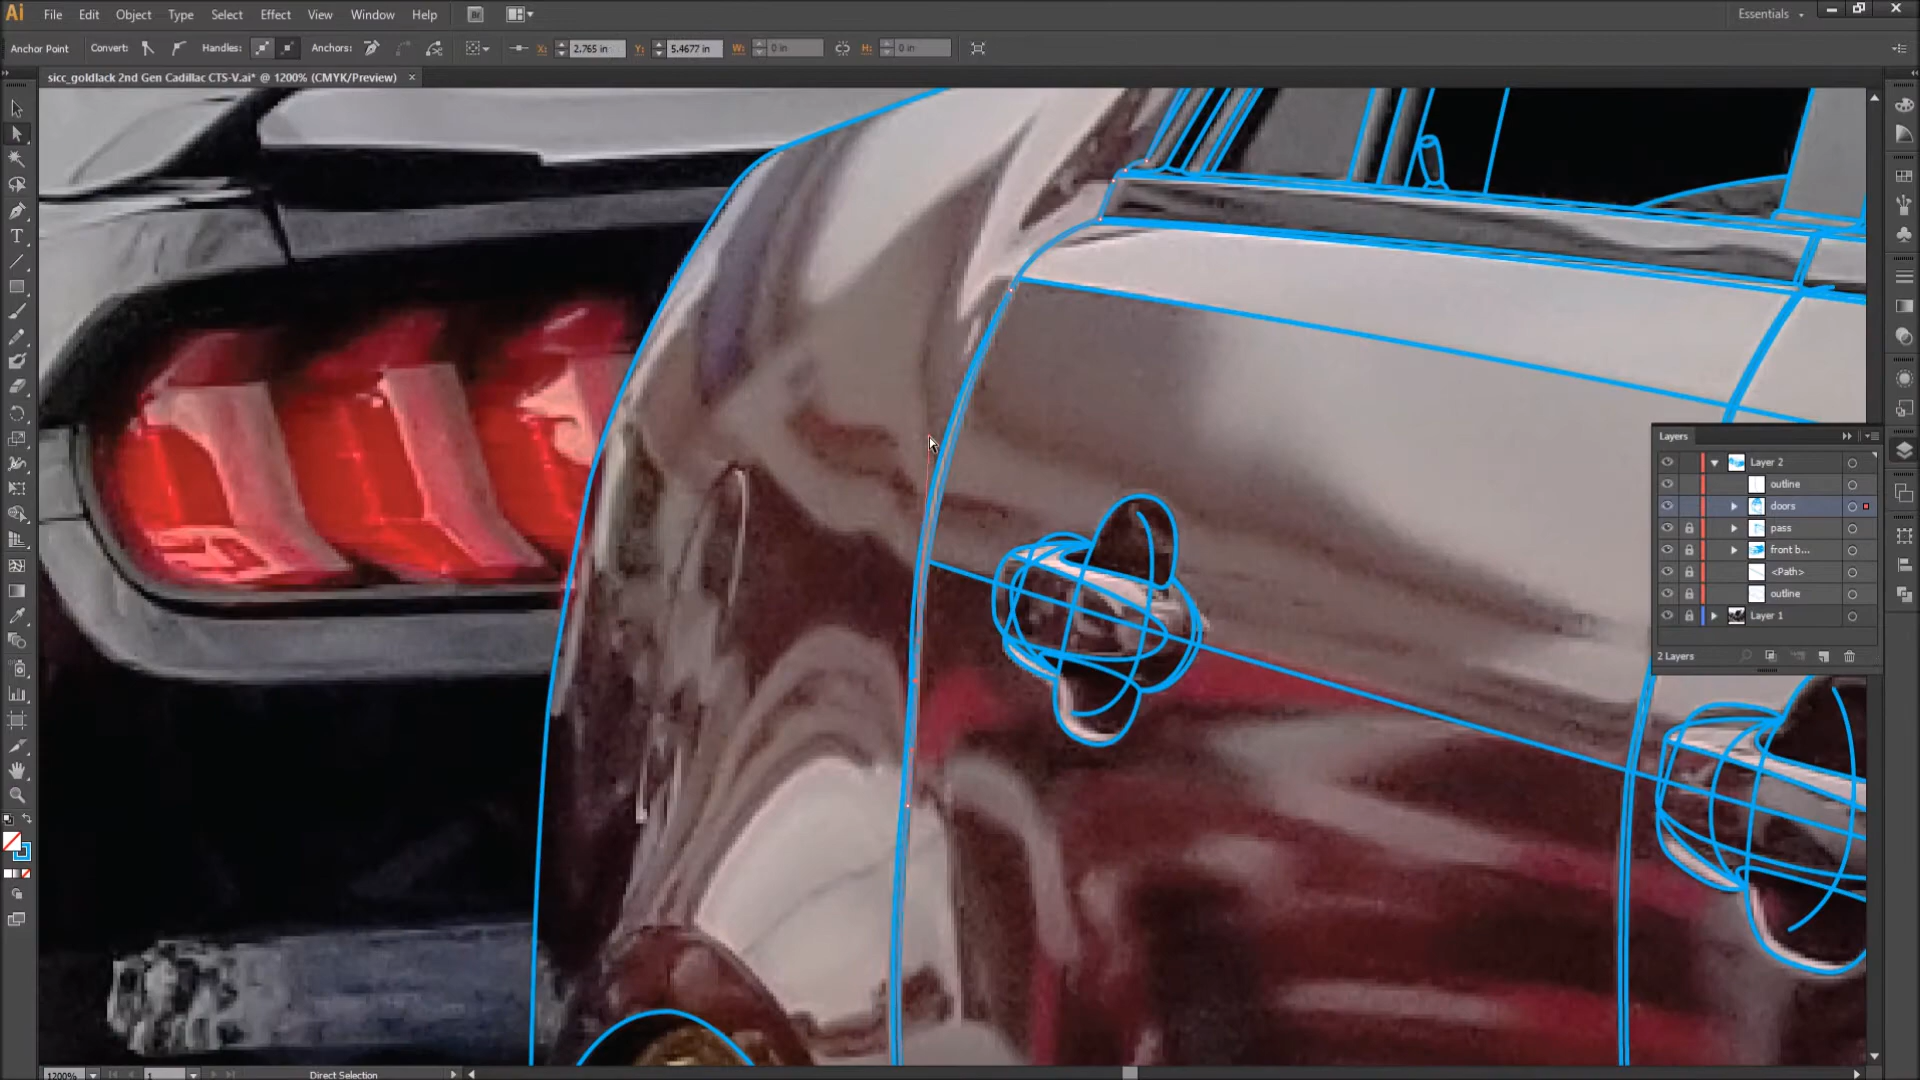 Ai File Edit Object Type Select Effect View Window Help Br Essentials
Anchor Point Convert: Handles: Anchors: X: 2.765 in Y: 5.4677 in W: 0 in H: 0 in
sicc_goldlack 2nd Gen Cadillac CTS-V.ai* @ 1200% (CMYK/Preview) ×
Layers
Layer 2
outline
doors
pass
front b...
<Path>
outline
Layer 1
2 Layers
1200% 1 Direct Selection